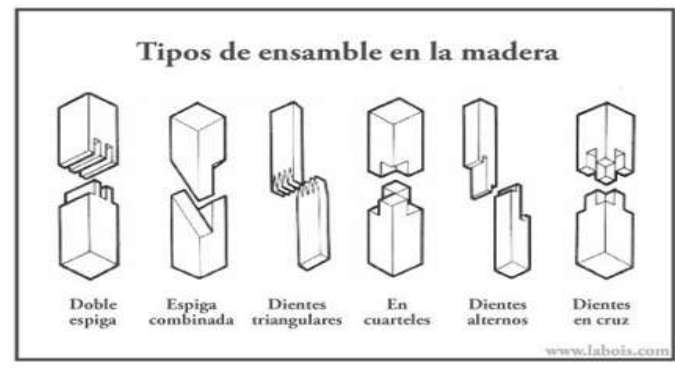 Tipos de ensamble en la madera
Doble
espiga
Espiga
combinada
Dientes
triangulares
En
cuarteles
Dientes
alternos
Dientes
en cruz
www.labois.com